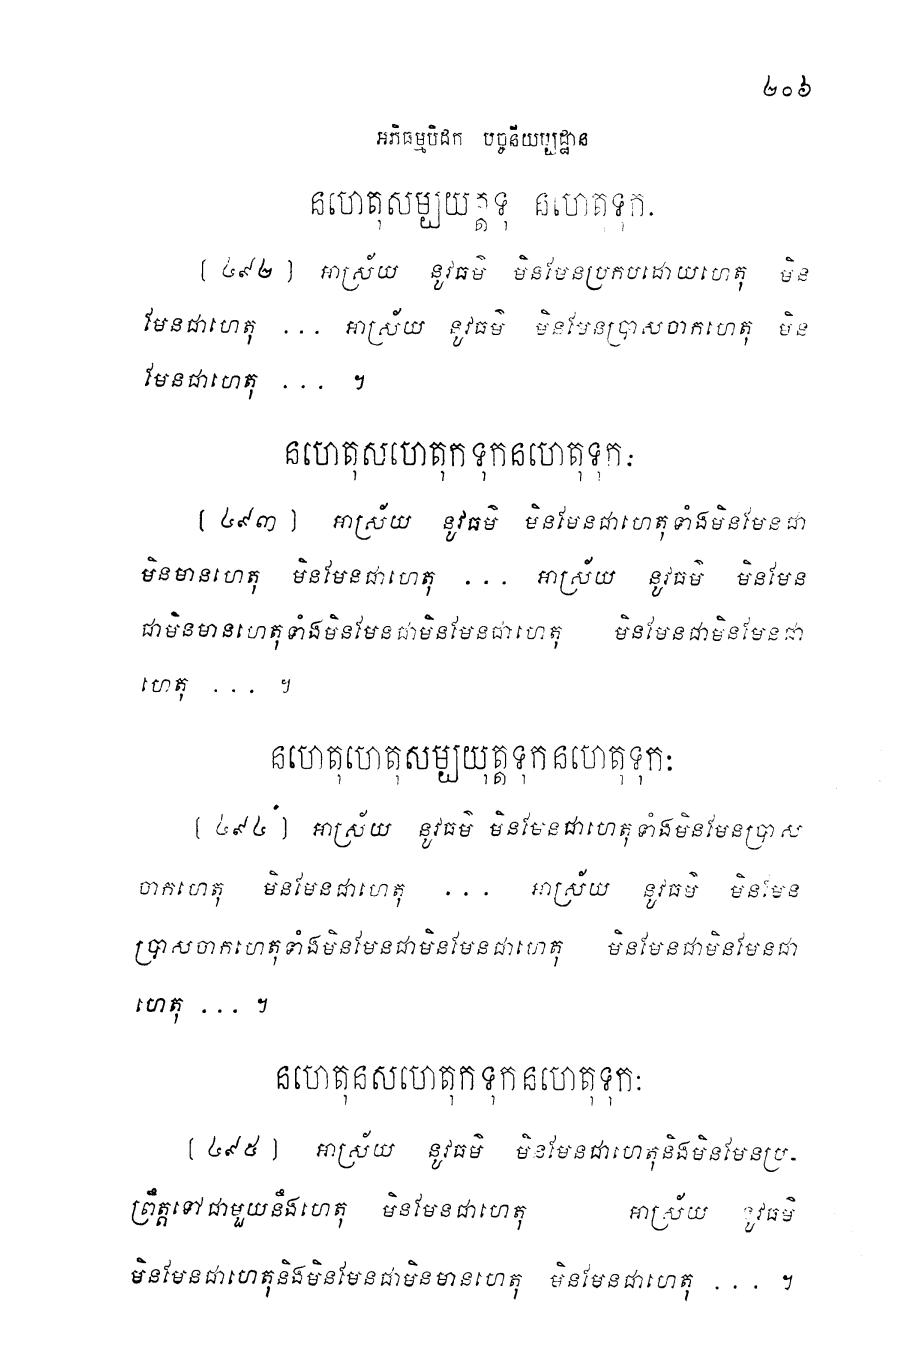 ២០៦
អភិធម្មបិដក បច្ចនីយប្បដ្ឋាន
នហេតុសម្បយុត្តទុ នហេតុទុក.
[ ៤៩២ ] អាស្រ័យ នូវធម៌ មិនមែនប្រកបដោយហេតុ មិន
មែនជាហេតុ ... អាស្រ័យ នូវធម៌ មិនមែនប្រាសចាកហេតុ មិន
មែនជាហេតុ ... ។
នហេតុសហេតុកទុកនហេតុទុក:
[ ៤៩៣ ] អាស្រ័យ នូវធម៌ មិនមែនជាហេតុទាំងមិនមែនជា
មិនមានហេតុ មិនមែនជាហេតុ ... អាស្រ័យ នូវធម៌ មិនមែន
ជាមិនមានហេតុទាំងមិនមែនជាមិនមែនជាហេតុ មិនមែនជាមិនមែនជា
ហេតុ ... ។
នហេតុហេតុសម្បយុត្តទុកនហេតុទុក:
[ ៤៩៤ ] អាស្រ័យ នូវធម៌ មិនមែនជាហេតុទាំងមិនមែនប្រាស
ចាកហេតុ មិនមែនជាហេតុ ... អាស្រ័យ នូវធម៌ មិនមែន
ប្រាសចាកហេតុទាំងមិនមែនជាមិនមែនជាហេតុ មិនមែនជាមិនមែនជា
ហេតុ ... ។
នហេតុនសហេតុកទុកនហេតុទុក:
[ ៤៩៥ ] អាស្រ័យ នូវធម៌ មិនមែនជាហេតុនិងមិនមែនប្រ-
ព្រឹត្តទៅជាមួយនឹងហេតុ មិនមែនជាហេតុ អាស្រ័យ នូវធម៌
មិនមែនជាហេតុនិងមិនមែនជាមិនមានហេតុ មិនមែនជាហេតុ ... ។